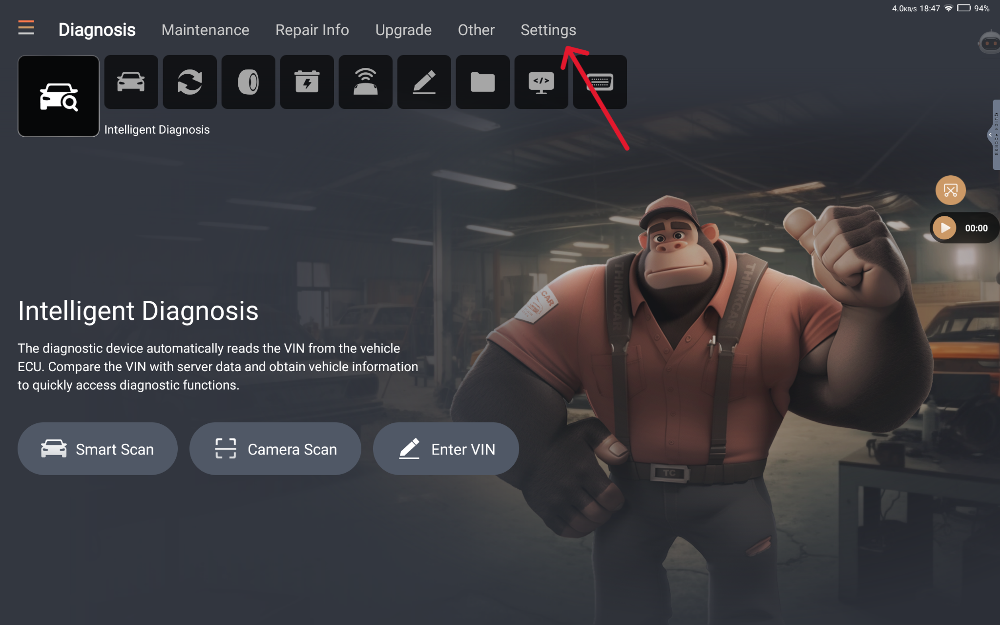 4.0KB/S 18:47 94%
Diagnosis Maintenance Repair Info Upgrade Other Settings
</>
Intelligent Diagnosis
QUICK ACCESS
00:00
THINKCAR THINKCAR
CAR
Intelligent Diagnosis
The diagnostic device automatically reads the VIN from the vehicle
ECU. Compare the VIN with server data and obtain vehicle information
to quickly access diagnostic functions.
Smart Scan Camera Scan Enter VIN
TC